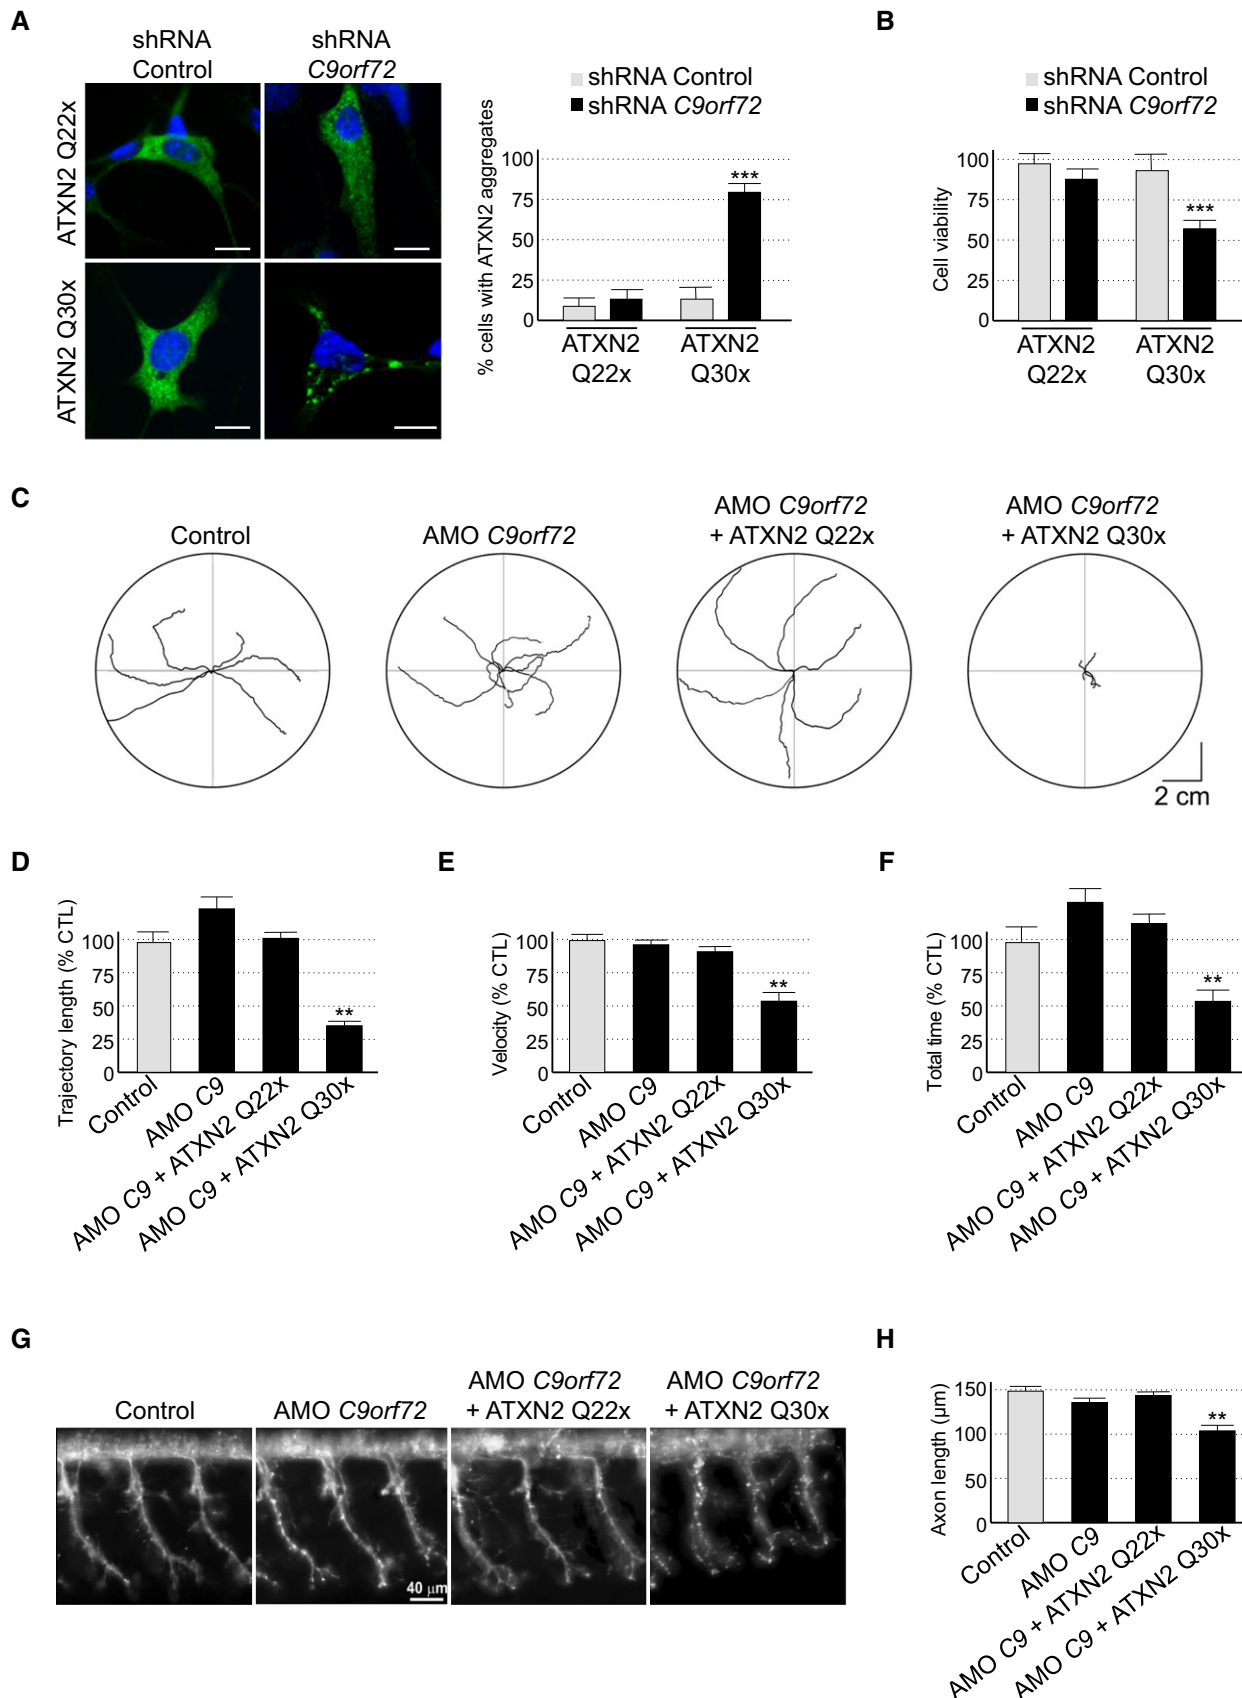 A
shRNA
Control
shRNA
C9orf72
ATXN2 Q22x
ATXN2 Q30x
shRNA Control
shRNA C9orf72
% cells with ATXN2 aggregates
100
75
50
25
0
***
ATXN2
Q22x
ATXN2
Q30x
B
shRNA Control
shRNA C9orf72
Cell viability
100
75
50
25
0
***
ATXN2
Q22x
ATXN2
Q30x
C
Control
AMO C9orf72
AMO C9orf72
+ ATXN2 Q22x
AMO C9orf72
+ ATXN2 Q30x
2 cm
D
Trajectory length (% CTL)
100
75
50
25
0
**
Control
AMO C9
AMO C9 + ATXN2 Q22x
AMO C9 + ATXN2 Q30x
E
Velocity (% CTL)
100
75
50
25
0
**
Control
AMO C9
AMO C9 + ATXN2 Q22x
AMO C9 + ATXN2 Q30x
F
Total time (% CTL)
100
75
50
25
0
**
Control
AMO C9
AMO C9 + ATXN2 Q22x
AMO C9 + ATXN2 Q30x
G
Control
AMO C9orf72
AMO C9orf72
+ ATXN2 Q22x
AMO C9orf72
+ ATXN2 Q30x
40 µm
H
Axon length (µm)
150
100
50
0
**
Control
AMO C9
AMO C9 + ATXN2 Q22x
AMO C9 + ATXN2 Q30x